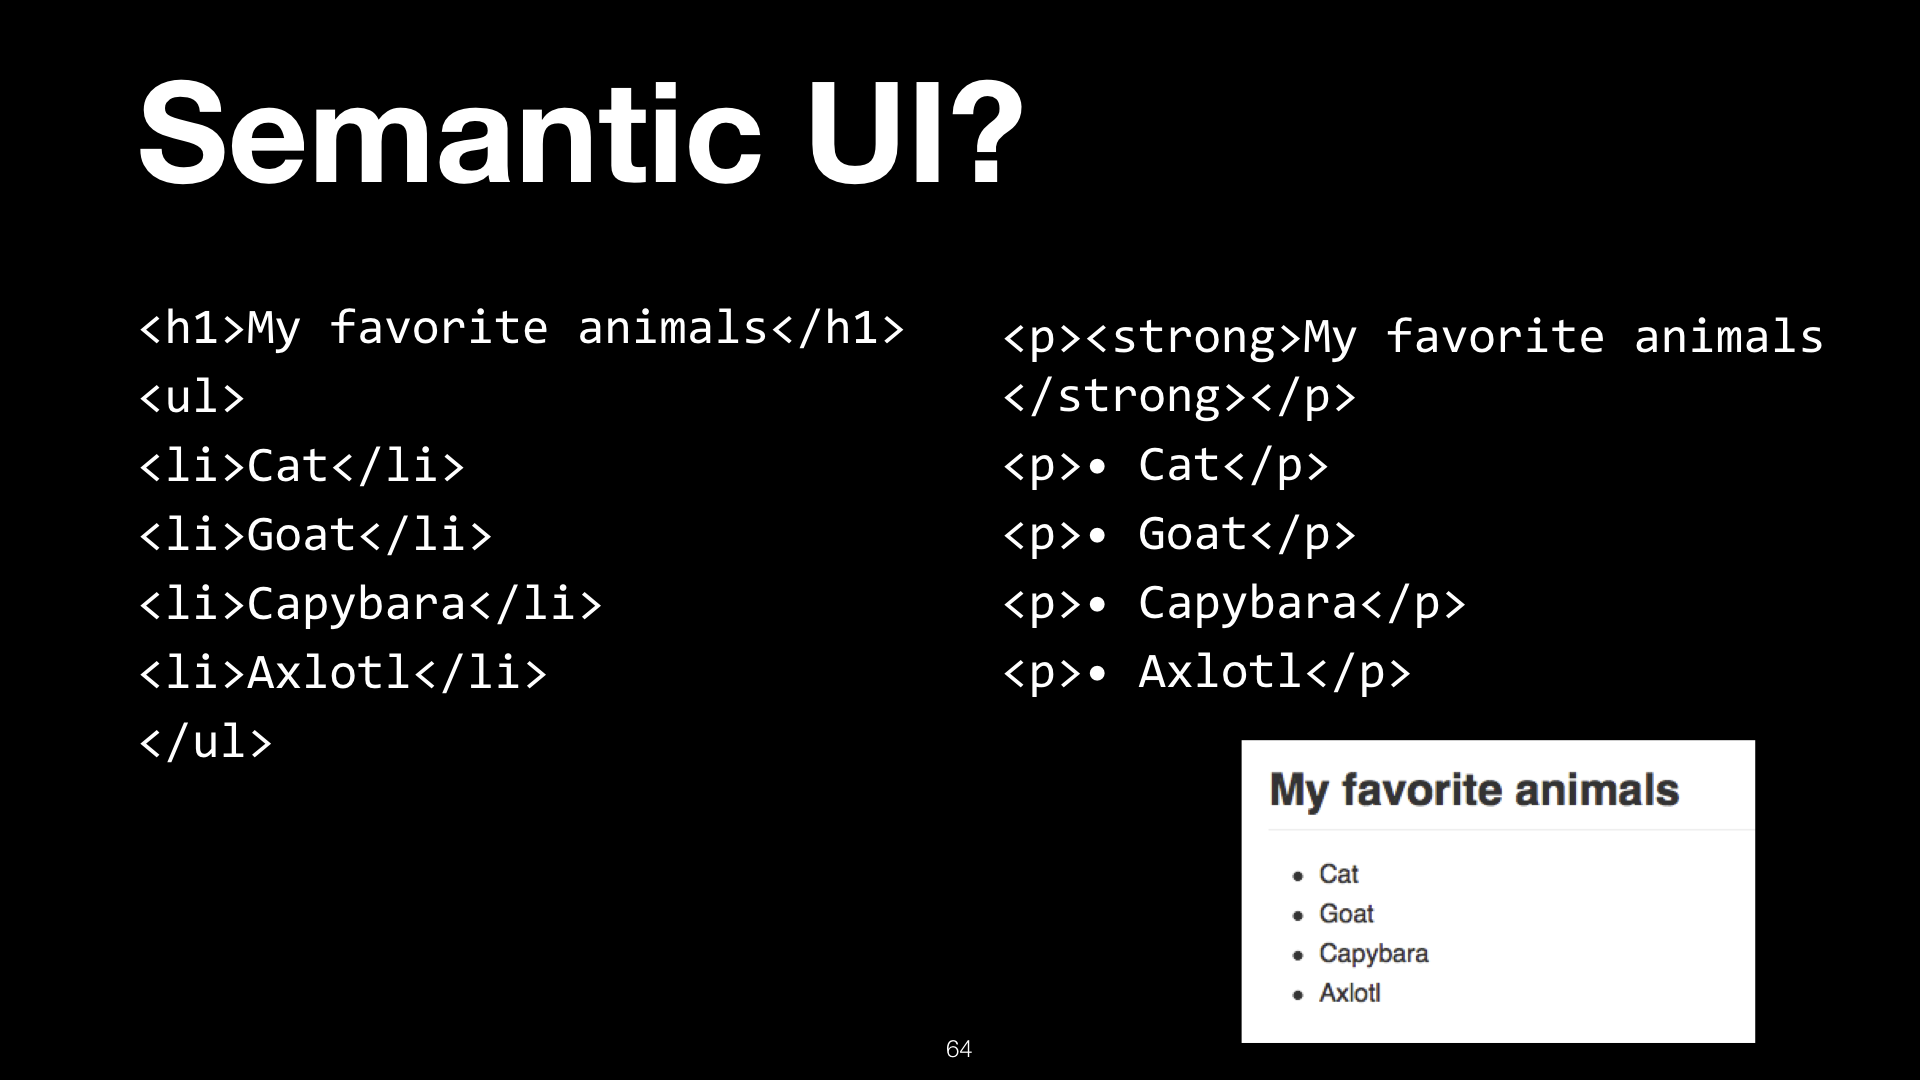 Semantic UI?
<h1>My favorite animals</h1>
<ul>
<li>Cat</li>
<li>Goat</li>
<li>Capybara</li>
<li>Axlotl</li>
</ul>
<p><strong>My favorite animals
</strong></p>
<p>• Cat</p>
<p>• Goat</p>
<p>• Capybara</p>
<p>• Axlotl</p>
My favorite animals
• Cat
• Goat
• Capybara
• Axlotl
64